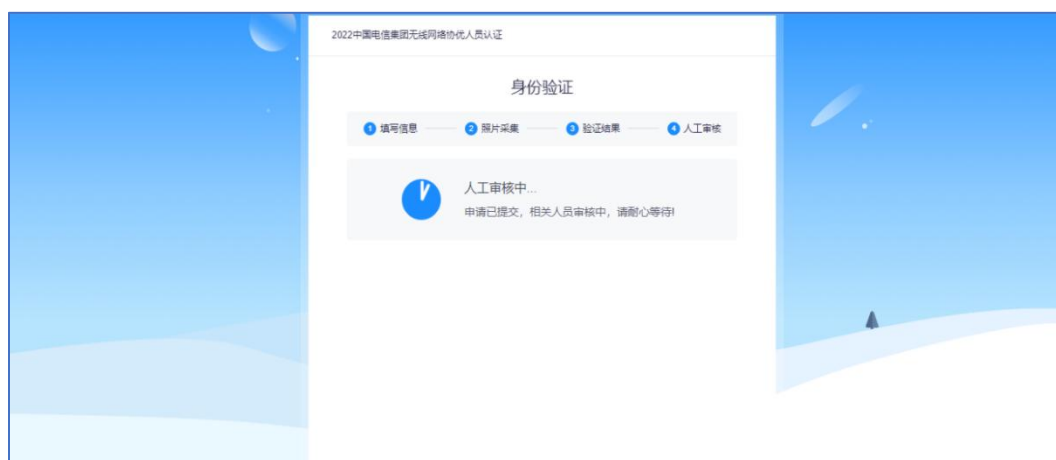 2022中国电信集团无线网络协优人员认证
身份验证
1 填写信息 2 照片采集 3 验证结果 4 人工审核
人工审核中...
申请已提交，相关人员审核中，请耐心等待!